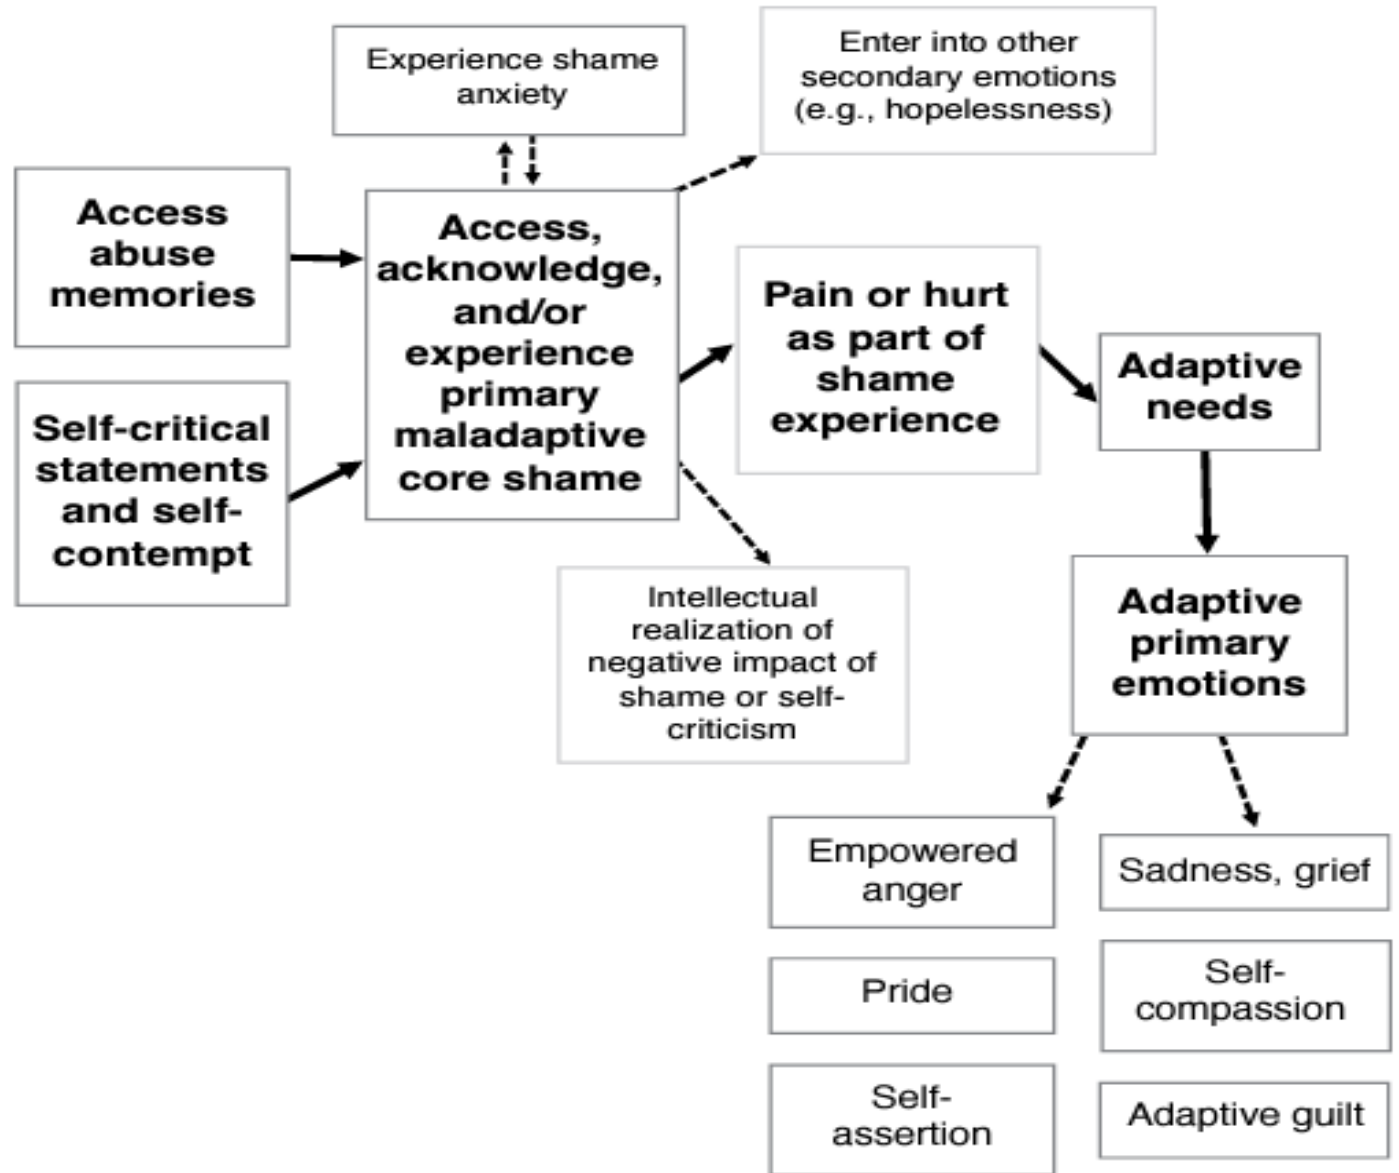 Experience shame
anxiety
Enter into other
secondary emotions
(e.g., hopelessness)
Access
abuse
memories
Self-critical
statements
and self-
contempt
Access,
acknowledge,
and/or
experience
primary
maladaptive
core shame
Pain or hurt
as part of
shame
experience
Adaptive
needs
Intellectual
realization of
negative impact of
shame or self-
criticism
Adaptive
primary
emotions
Empowered
anger
Pride
Self-
assertion
Sadness, grief
Self-
compassion
Adaptive guilt